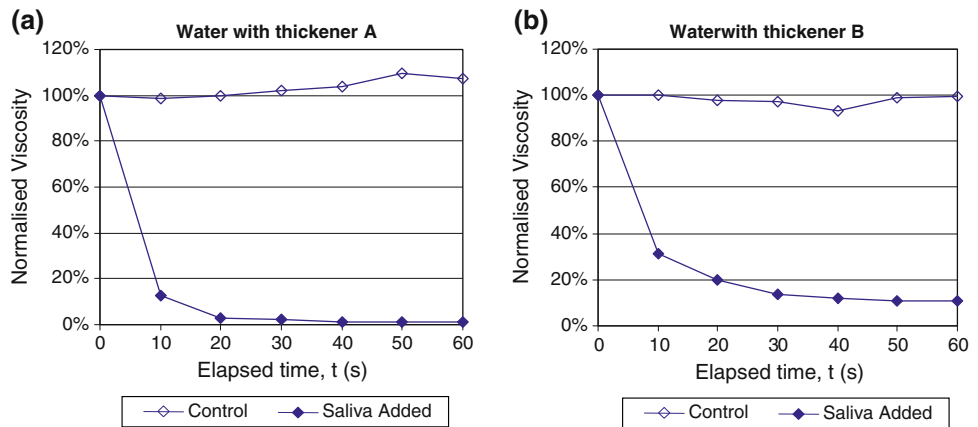 (a)
Water with thickener A
Normalised Viscosity
120%
100%
80%
60%
40%
20%
0%
0 10 20 30 40 50 60
Elapsed time, t (s)
Control Saliva Added
(b)
Waterwith thickener B
Normalised Viscosity
120%
100%
80%
60%
40%
20%
0%
0 10 20 30 40 50 60
Elapsed time, t (s)
Control Saliva Added